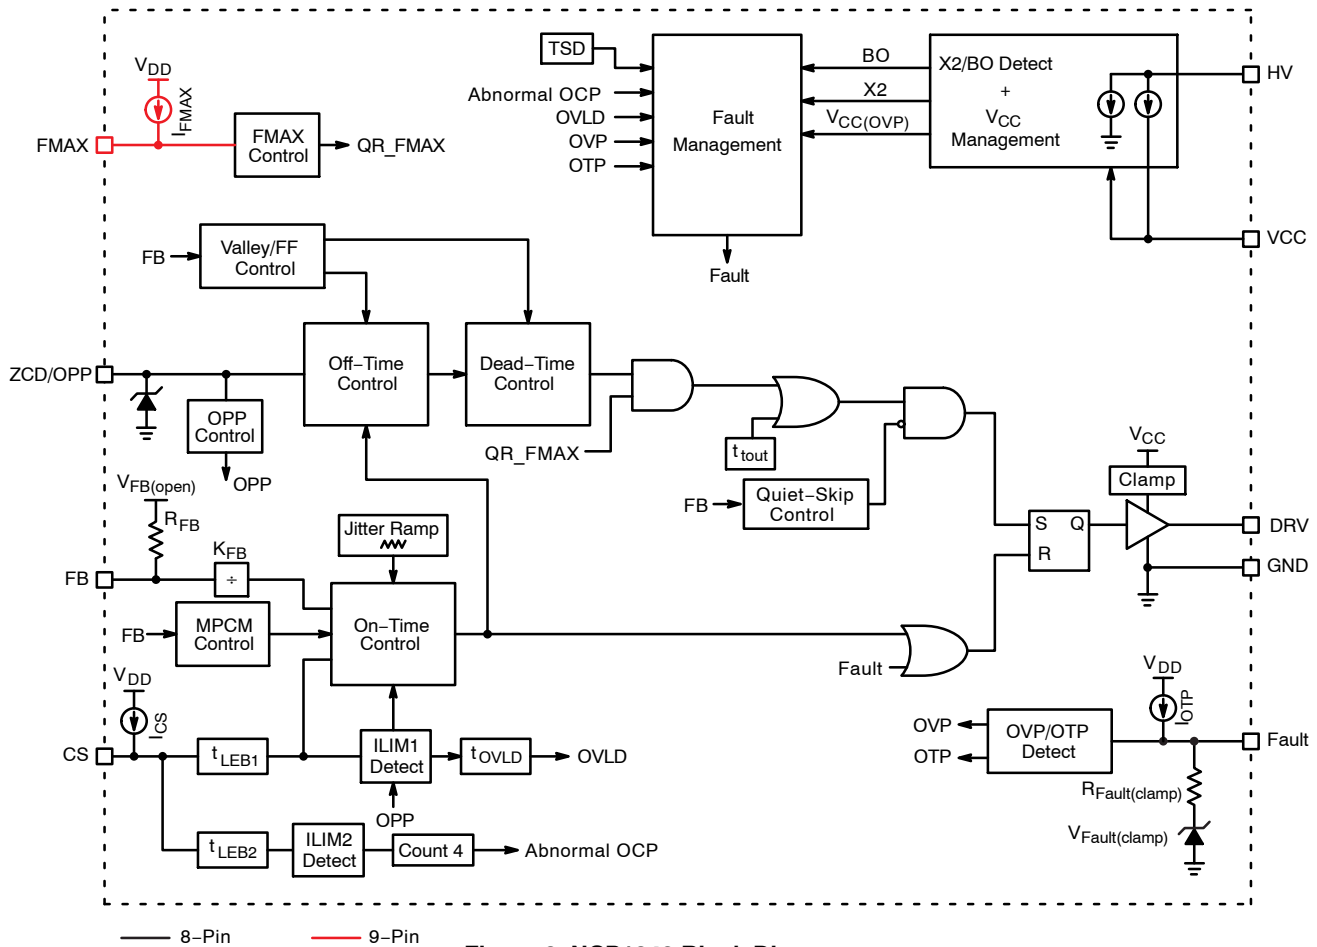 TSD
Abnormal OCP
OVLD
OVP
OTP
Fault
Management
BO
X2
VCC(OVP)
X2/BO Detect
+
VCC
Management
HV
VCC
Fault
VDD
IFMAX
FMAX
FMAX
Control
QR_FMAX
FB
Valley/FF
Control
ZCD/OPP
Off−Time
Control
Dead−Time
Control
OPP
Control
OPP
QR_FMAX
ttout
FB
Quiet−Skip
Control
VCC
Clamp
S Q
R
DRV
GND
VFB(open)
RFB
KFB
FB
÷
Jitter Ramp
FB
MPCM
Control
On−Time
Control
Fault
VDD
ICS
CS
tLEB1
ILIM1
Detect
tOVLD
OVLD
OPP
tLEB2
ILIM2
Detect
Count 4
Abnormal OCP
VDD
IOTP
OVP
OTP
OVP/OTP
Detect
Fault
RFault(clamp)
VFault(clamp)
8−Pin
9−Pin